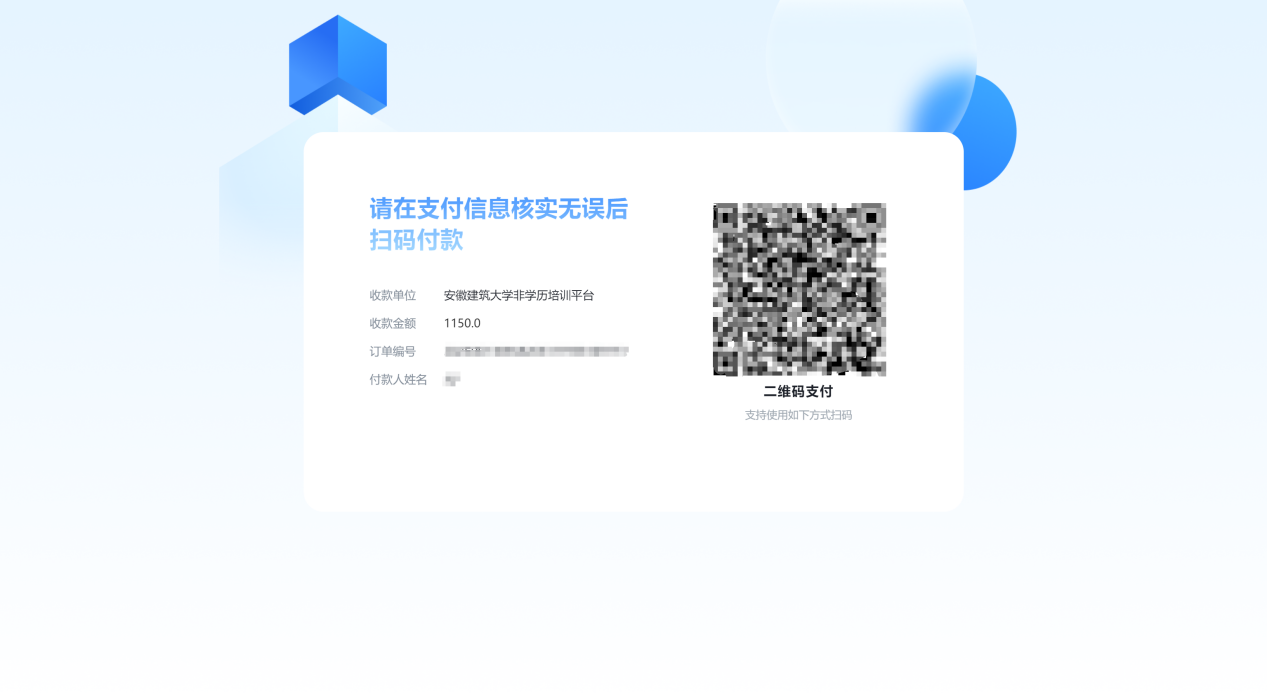 请在支付信息核实无误后
扫码付款
收款单位 安徽建筑大学非学历培训平台
收款金额 1150.0
订单编号
付款人姓名
二维码支付
支持使用如下方式扫码